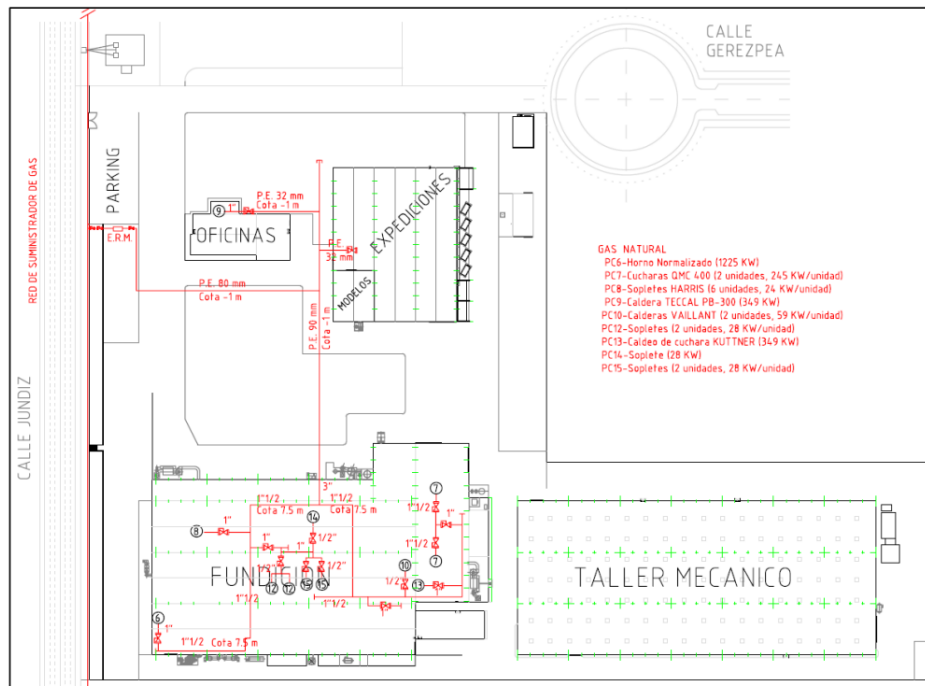 CALLE
GEREZPEA
RED DE SUMINISTRADOR DE GAS
PARKING
E.R.M.
P.E. 32 mm
Cota -1 m
9
1"
OFICINAS
EXPEDICIONES
P.E.
32 mm
MODELOS
P.E. 80 mm
Cota -1 m
P.E. 90 mm
Cota -1 m
GAS NATURAL
PC6-Horno Normalizado (1225 KW)
PC7-Cucharas QMC 400 (2 unidades, 245 KW/unidad)
PC8-Sopletes HARRIS (6 unidades, 24 KW/unidad)
PC9-Caldera TECCAL PB-300 (349 KW)
PC10-Calderas VAILLANT (2 unidades, 59 KW/unidad)
PC12-Sopletes (2 unidades, 28 KW/unidad)
PC13-Caldeo de cuchara KUTTNER (349 KW)
PC14-Soplete (28 KW)
PC15-Sopletes (2 unidades, 28 KW/unidad)
CALLE JUNDIZ
3"
1"1/2
Cota 7.5 m
1"1/2
Cota 7.5 m
7
1"1/2
7
8
1"
14
1/2"
1"
1/2"
12
12
15
15
1/2"
FUNDICION
10
1/2"
13
1"1/2
1"1/2
6
1"
1"1/2
Cota 7.5 m
TALLER MECANICO